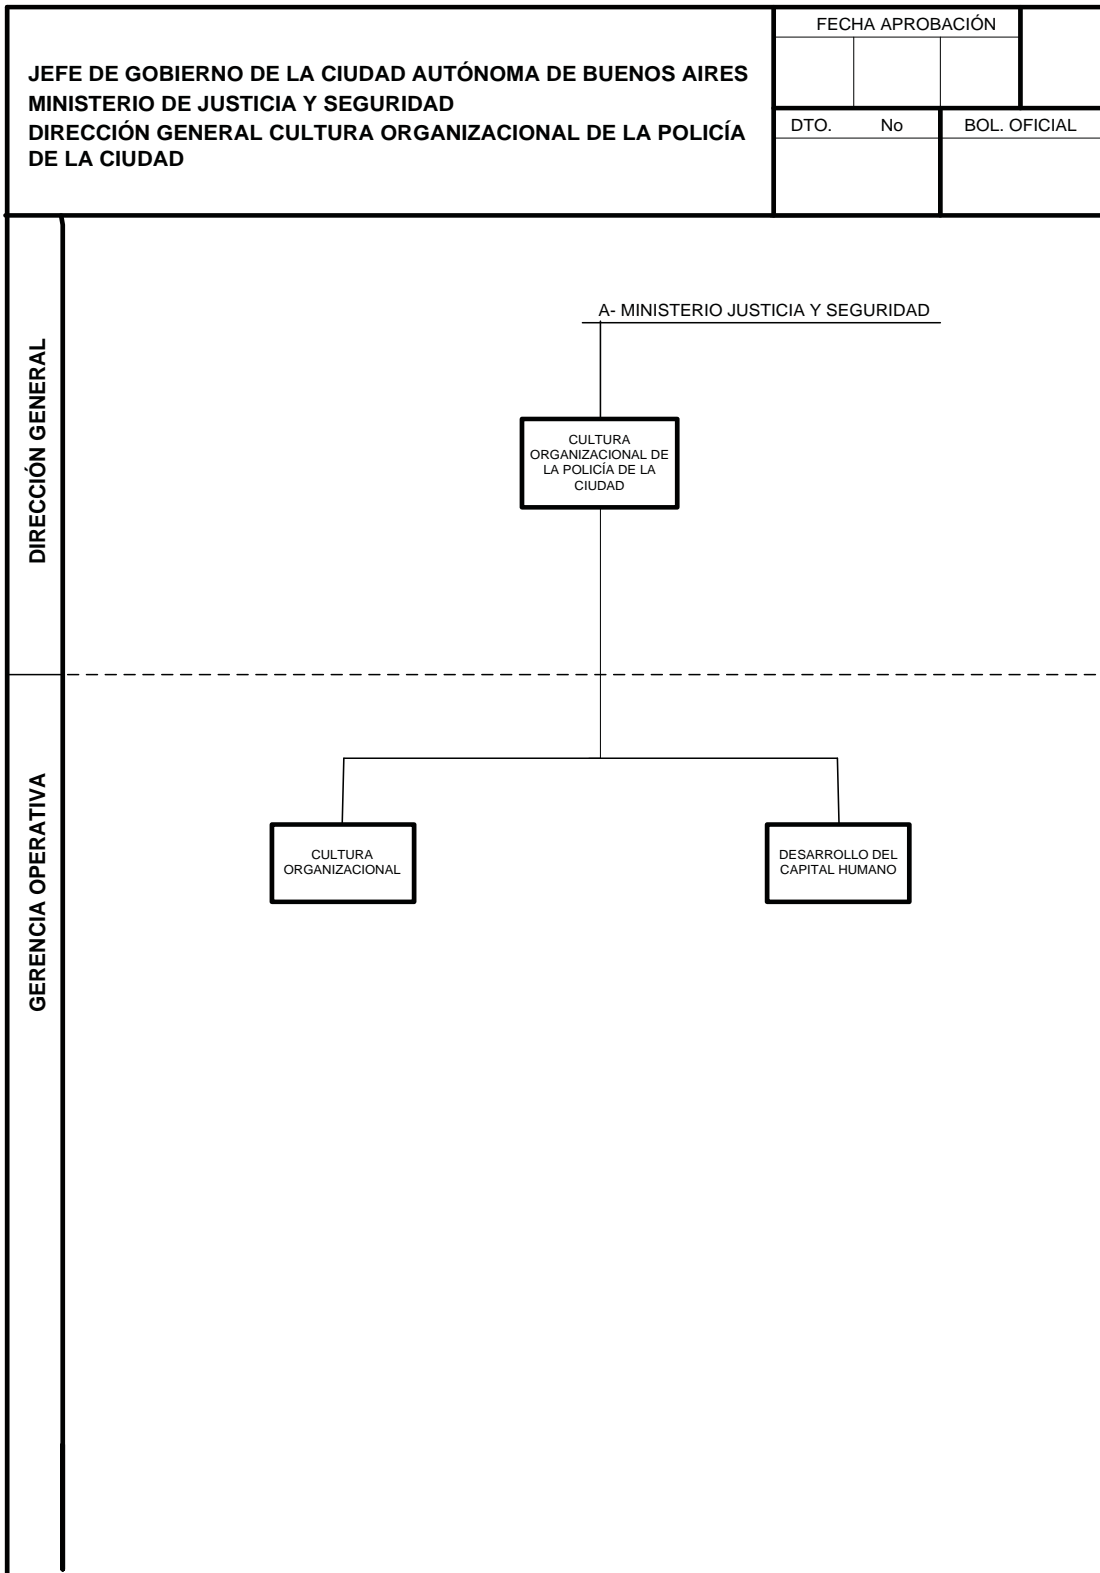 JEFE DE GOBIERNO DE LA CIUDAD AUTÓNOMA DE BUENOS AIRES
MINISTERIO DE JUSTICIA Y SEGURIDAD
DIRECCIÓN GENERAL CULTURA ORGANIZACIONAL DE LA POLICÍA
DE LA CIUDAD
FECHA APROBACIÓN
DTO. No
BOL. OFICIAL
DIRECCIÓN GENERAL
A- MINISTERIO JUSTICIA Y SEGURIDAD
CULTURA
ORGANIZACIONAL DE
LA POLICÍA DE LA
CIUDAD
GERENCIA OPERATIVA
CULTURA
ORGANIZACIONAL
DESARROLLO DEL
CAPITAL HUMANO